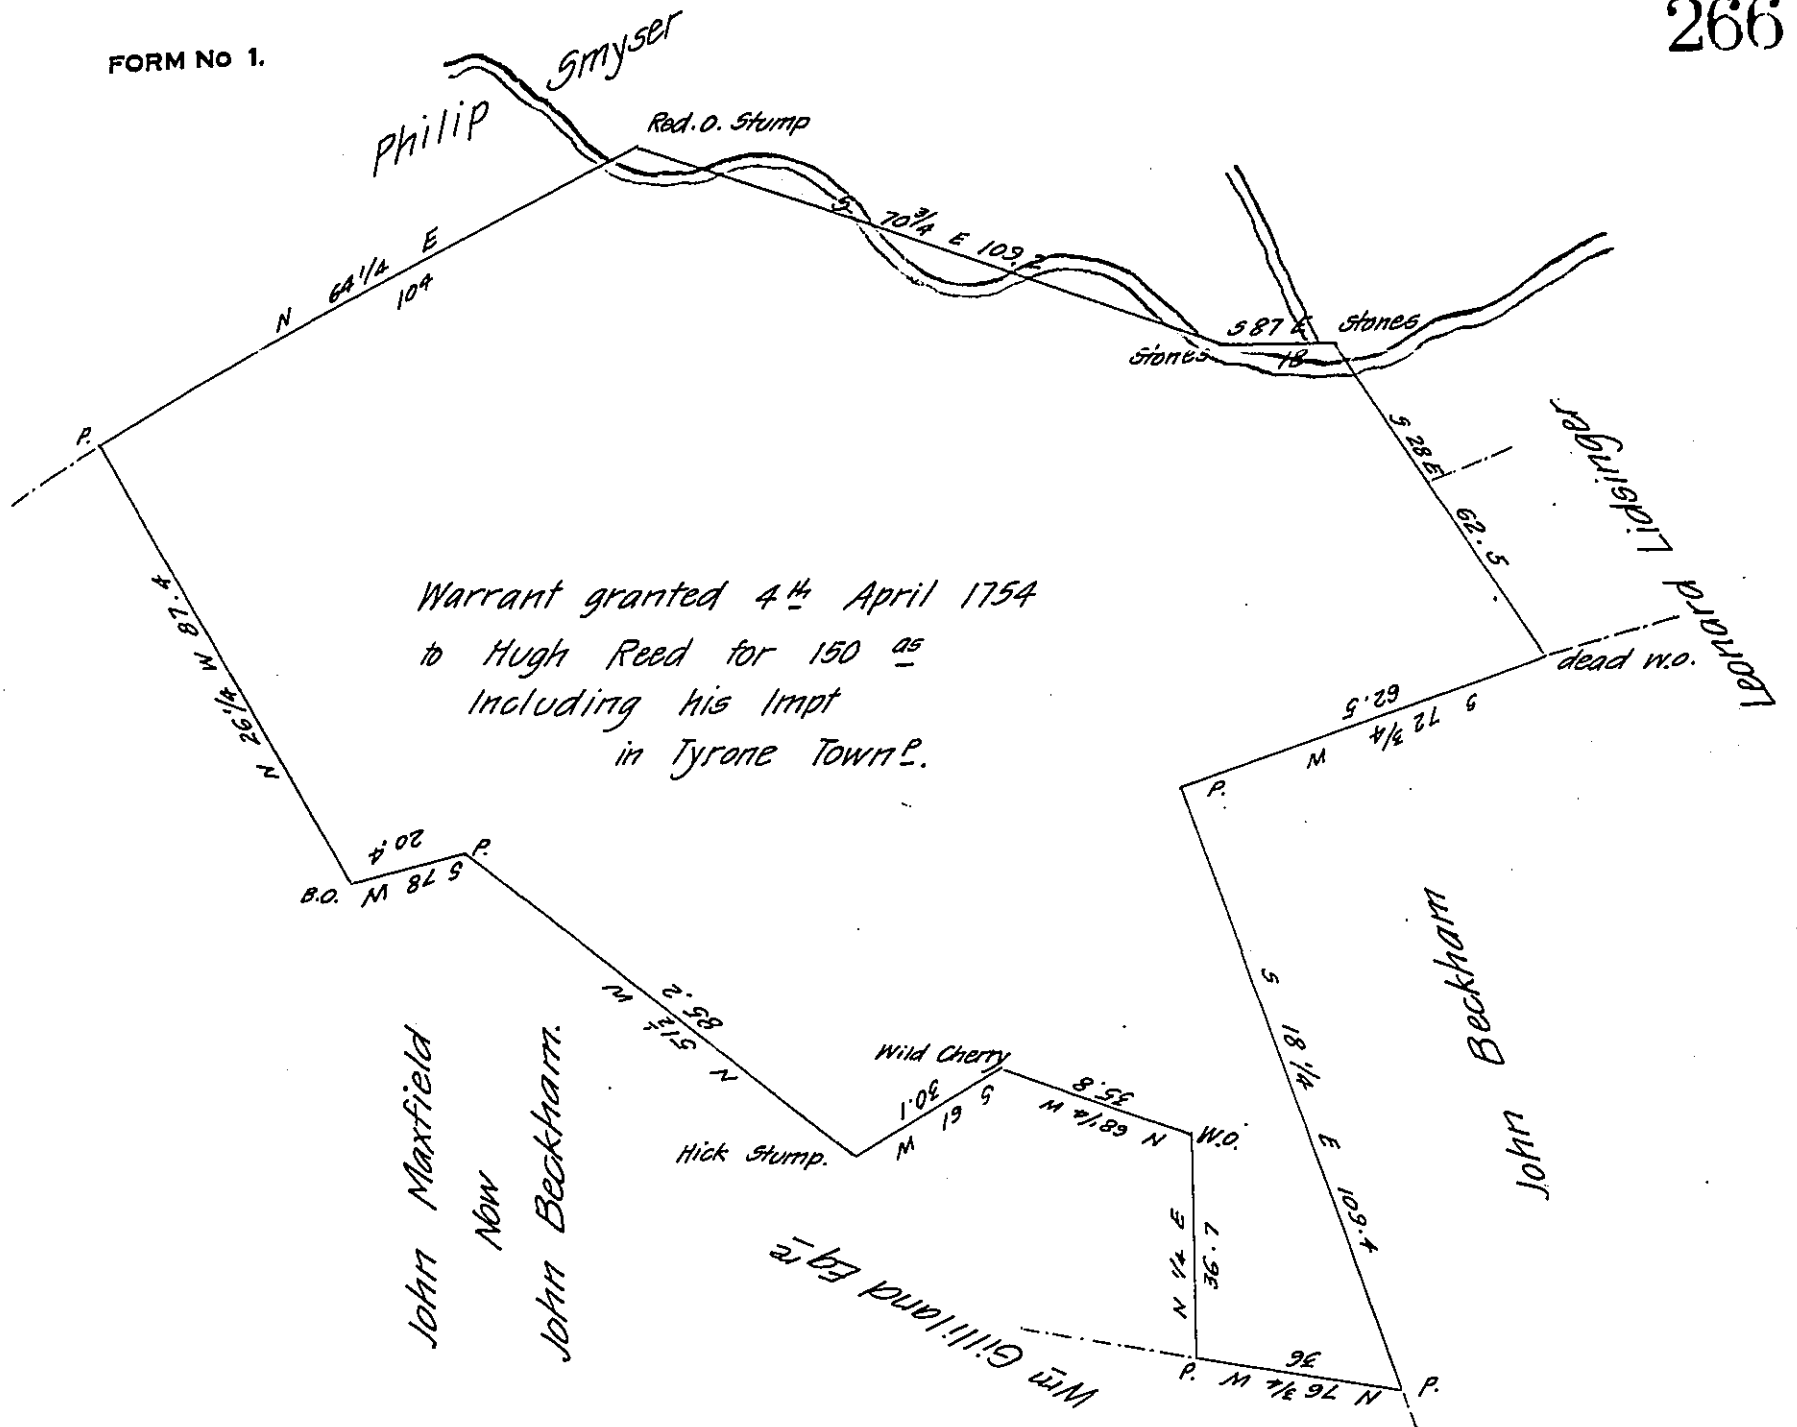 266
FORM No 1.
Philip Smyser
Red. O. Stump
N 64 1/4 E
104
S 70 3/4 E 109.2
S 87 E
18
Stones
Stones
S 28 E
62.5
Leonard Lidsinger
P.
N 26 1/4 W 87.4
Warrant granted 4th April 1754
to Hugh Reed for 150 as
Including his Impt
in Tyrone Townp.
dead W.O.
62.5
S 72 3/4 W
P.
20.4
S 78 W
B.O.
P.
N 51 1/2 W
85.2
S 18 1/4 E 109.4
John Beckham
Wild Cherry
30.1
S 61 W
Hick Stump.
35.8
N 68 1/4 W
W.O.
N 1/4 E
36.7
John Maxfield
Now
John Beckham.
Wm Gilliland Eqre
P.
36
N 76 3/4 W
P.